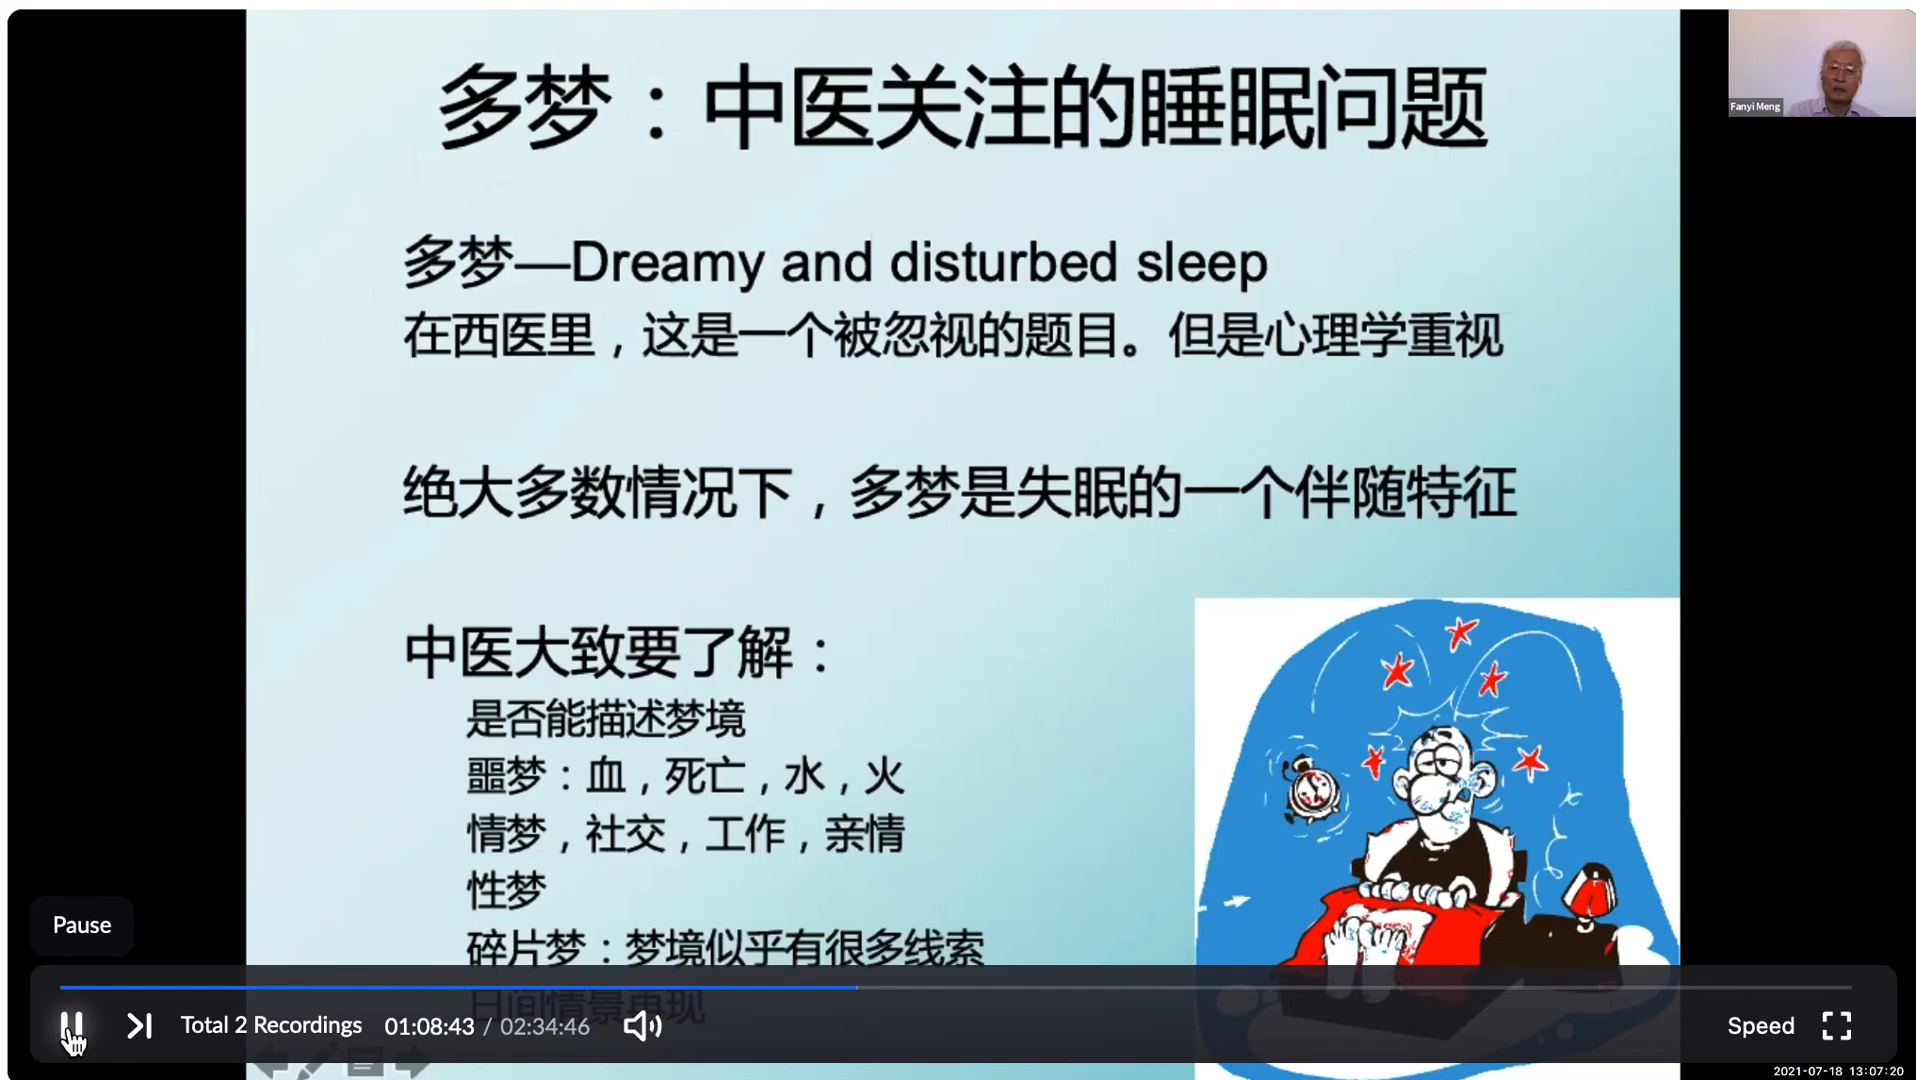 多梦：中医关注的睡眠问题
Fanyi Meng
多梦—Dreamy and disturbed sleep
在西医里，这是一个被忽视的题目。但是心理学重视
绝大多数情况下，多梦是失眠的一个伴随特征
中医大致要了解：
是否能描述梦境
噩梦：血，死亡，水，火
情梦，社交，工作，亲情
性梦
碎片梦：梦境似乎有很多线索
日间情景再现
Pause
Total 2 Recordings 01:08:43 / 02:34:46 Speed
2021-07-18 13:07:20